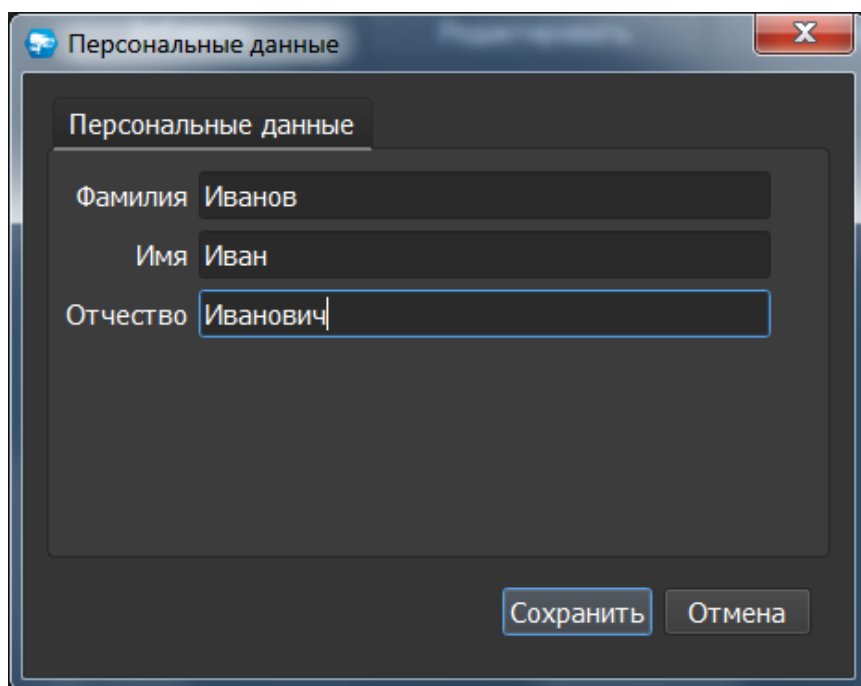 Персональные данные
Персональные данные
Фамилия Иванов
Имя Иван
Отчество Иванович
Сохранить Отмена